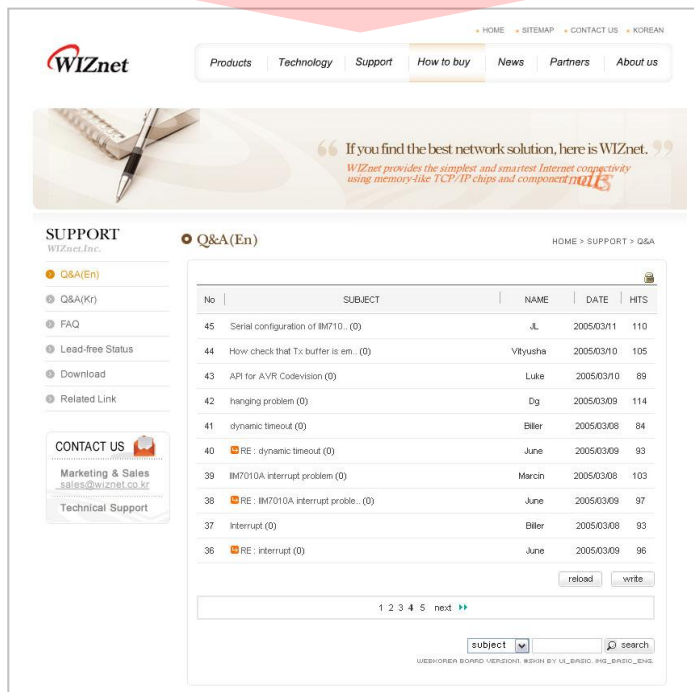 HOME SITEMAP CONTACT US KOREAN
WIZnet
Products Technology Support How to buy News Partners About us
If you find the best network solution, here is WIZnet.
WIZnet provides the simplest and smartest Internet connectivity
using memory-like TCP/IP chips and component
SUPPORT
WIZnet,Inc.
Q&A(En)
Q&A(Kr)
FAQ
Lead-free Status
Download
Related Link
CONTACT US
Marketing & Sales
sales@wiznet.co.kr
Technical Support
Q&A(En)
HOME > SUPPORT > Q&A
No SUBJECT NAME DATE HITS
45 Serial configuration of IIM710.. (0) JL 2005/03/11 110
44 How check that Tx buffer is em.. (0) Vityusha 2005/03/10 105
43 API for AVR Codevision (0) Luke 2005/03/10 89
42 hanging problem (0) Dg 2005/03/09 114
41 dynamic timeout (0) Biller 2005/03/08 84
40 RE : dynamic timeout (0) June 2005/03/09 93
39 IIM7010A interrupt problem (0) Marcin 2005/03/08 103
38 RE : IIM7010A interrupt proble.. (0) June 2005/03/09 97
37 Interrupt (0) Biller 2005/03/08 93
36 RE : interrupt (0) June 2005/03/09 96
reload write
1 2 3 4 5 next
subject search
WEBKOREA BOARD VERSION1. #SKIN BY UI_BASIC. IMG_BASIC_ENG.